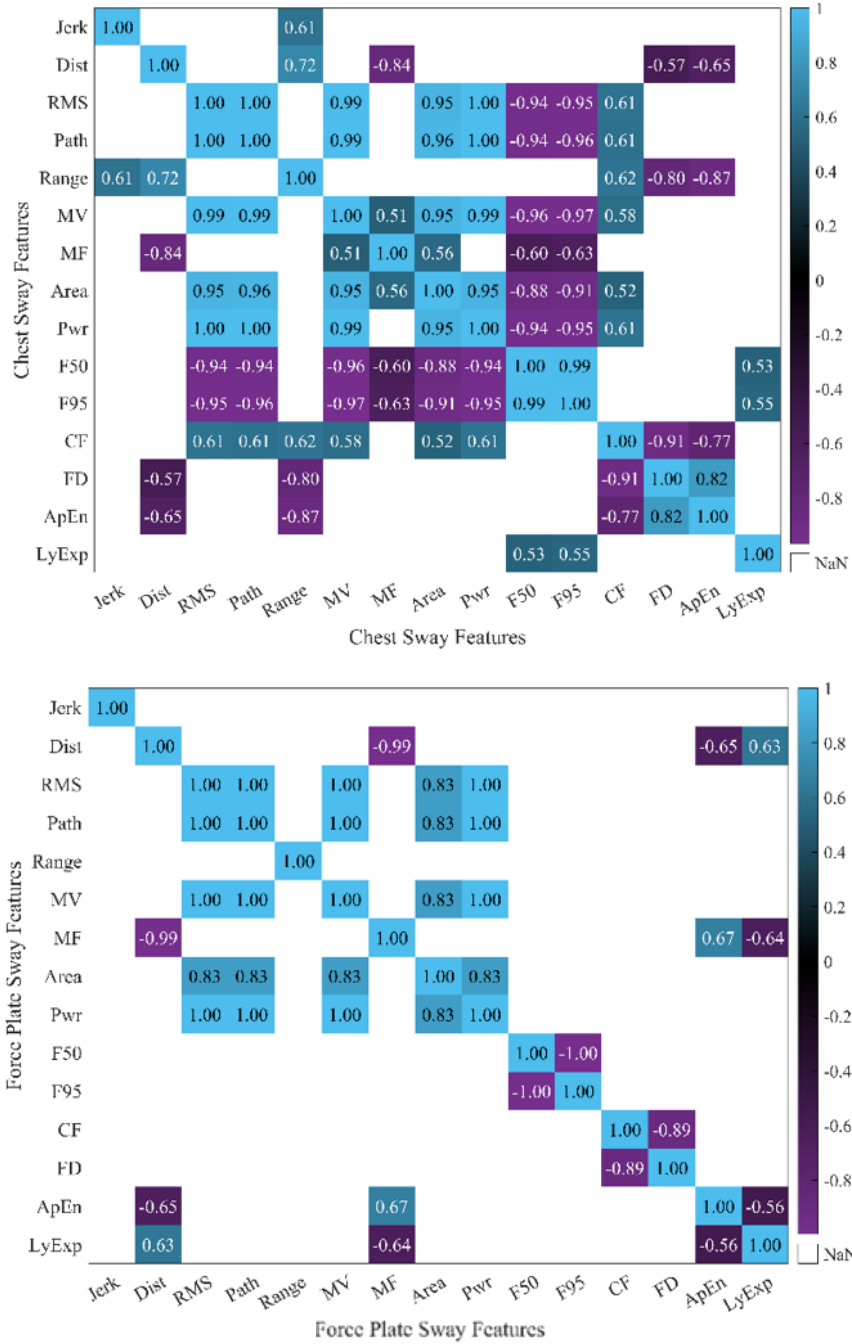 Jerk 1.00 0.61
Dist 1.00 0.72 -0.84 -0.57 -0.65
RMS 1.00 1.00 0.99 0.95 1.00 -0.94 -0.95 0.61
Path 1.00 1.00 0.99 0.96 1.00 -0.94 -0.96 0.61
Range 0.61 0.72 1.00 0.62 -0.80 -0.87
MV 0.99 0.99 1.00 0.51 0.95 0.99 -0.96 -0.97 0.58
MF -0.84 0.51 1.00 0.56 -0.60 -0.63
Area 0.95 0.96 0.95 0.56 1.00 0.95 -0.88 -0.91 0.52
Pwr 1.00 1.00 0.99 0.95 1.00 -0.94 -0.95 0.61
F50 -0.94 -0.94 -0.96 -0.60 -0.88 -0.94 1.00 0.99 0.53
F95 -0.95 -0.96 -0.97 -0.63 -0.91 -0.95 0.99 1.00 0.55
CF 0.61 0.61 0.62 0.58 0.52 0.61 1.00 -0.91 -0.77
FD -0.57 -0.80 -0.91 1.00 0.82
ApEn -0.65 -0.87 -0.77 0.82 1.00
LyExp 0.53 0.55 1.00
Jerk Dist RMS Path Range MV MF Area Pwr F50 F95 CF FD ApEn LyExp
Chest Sway Features
Chest Sway Features
1
0.8
0.6
0.4
0.2
0
-0.2
-0.4
-0.6
-0.8
NaN
Jerk 1.00
Dist 1.00 -0.99 -0.65 0.63
RMS 1.00 1.00 1.00 0.83 1.00
Path 1.00 1.00 1.00 0.83 1.00
Range 1.00
MV 1.00 1.00 1.00 0.83 1.00
MF -0.99 1.00 0.67 -0.64
Area 0.83 0.83 0.83 1.00 0.83
Pwr 1.00 1.00 1.00 0.83 1.00
F50 1.00 -1.00
F95 -1.00 1.00
CF 1.00 -0.89
FD -0.89 1.00
ApEn -0.65 0.67 1.00 -0.56
LyExp 0.63 -0.64 -0.56 1.00
Jerk Dist RMS Path Range MV MF Area Pwr F50 F95 CF FD ApEn LyExp
Force Plate Sway Features
Force Plate Sway Features
1
0.8
0.6
0.4
0.2
0
-0.2
-0.4
-0.6
-0.8
NaN